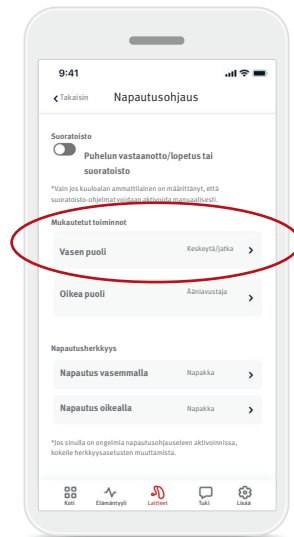 9:41
Takaisin Napautusohjaus
Suoratoisto
Puhelun vastaanotto/lopetus tai
suoratoisto
*Vain jos kuuloalan ammattilainen on määrittänyt, että
suoratoisto-ohjelmat voidaan aktivoida manuaalisesti.
Mukautetut toiminnot
Vasen puoli Keskeytä/jatka
Oikea puoli Ääniavustaja
Napautusherkkyys
Napautus vasemmalla Napakka
Napautus oikealla Napakka
*Jos sinulla on ongelmia napautusohjauseleen aktivoinnissa,
kokeile herkkyysasetusten muuttamista.
Koti Elämäntyyli Laitteet Tuki Lisää